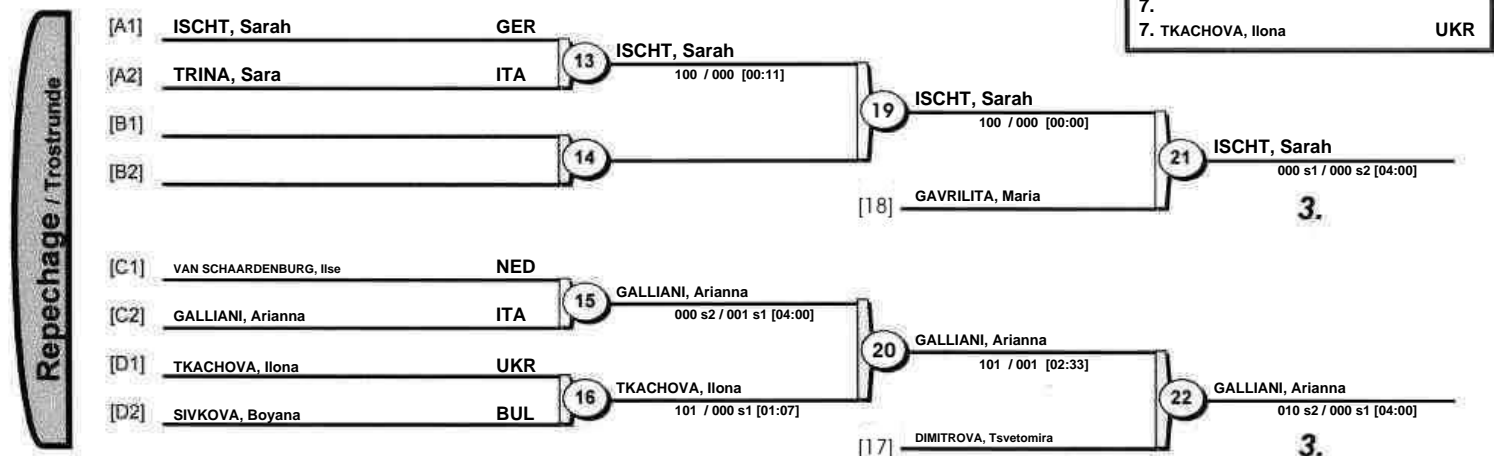 7.
7. TKACHOVA, Ilona UKR
Repechage / Trostrunde
[A1] ISCHT, Sarah GER
13 ISCHT, Sarah
100 / 000 [00:11]
[A2] TRINA, Sara ITA
19 ISCHT, Sarah
100 / 000 [00:00]
[B1]
14
[B2]
21 ISCHT, Sarah
000 s1 / 000 s2 [04:00]
[18] GAVRILITA, Maria
3.
[C1] VAN SCHAARDENBURG, Ilse NED
15 GALLIANI, Arianna
000 s2 / 001 s1 [04:00]
[C2] GALLIANI, Arianna ITA
20 GALLIANI, Arianna
101 / 001 [02:33]
[D1] TKACHOVA, Ilona UKR
16 TKACHOVA, Ilona
101 / 000 s1 [01:07]
[D2] SIVKOVA, Boyana BUL
22 GALLIANI, Arianna
010 s2 / 000 s1 [04:00]
[17] DIMITROVA, Tsvetomira
3.